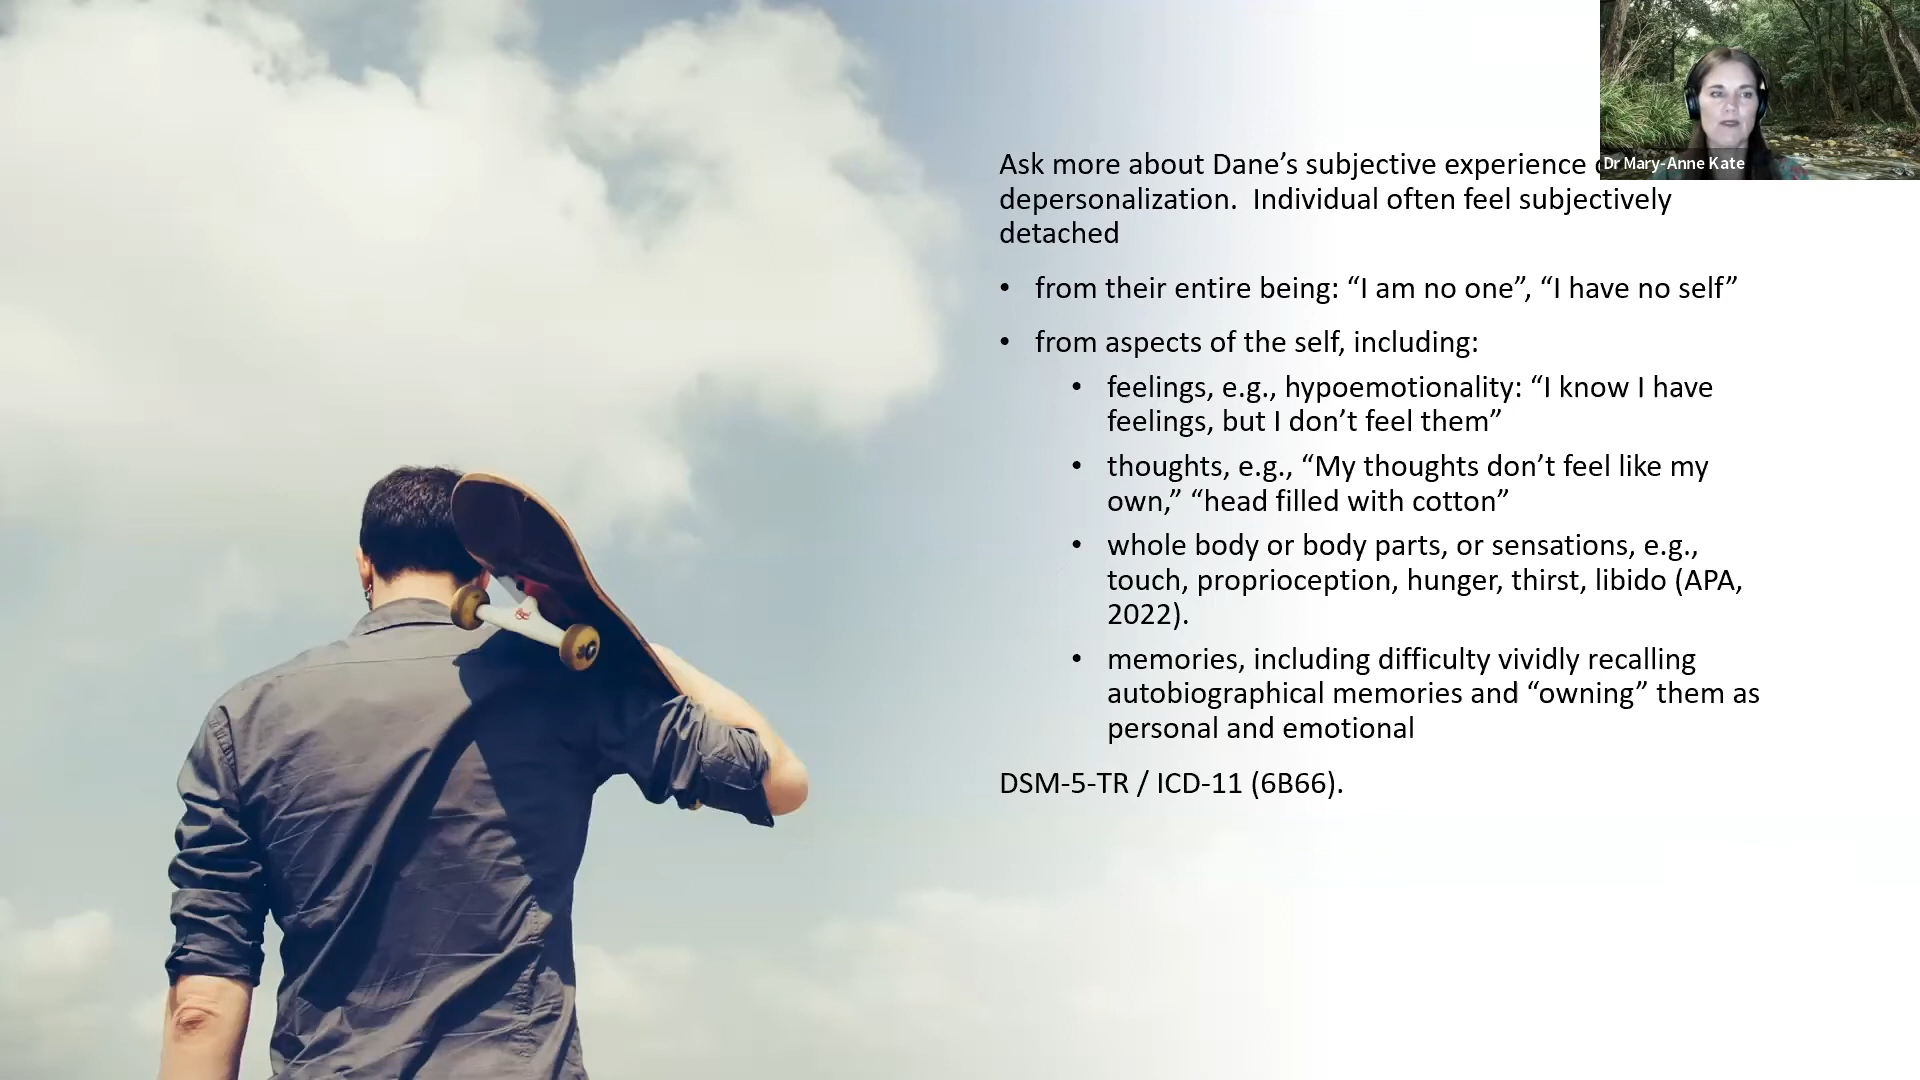 Ask more about Dane’s subjective experience
depersonalization.  Individual often feel subjectively
detached
• from their entire being: “I am no one”, “I have no self”
• from aspects of the self, including:
• feelings, e.g., hypoemotionality: “I know I have
feelings, but I don’t feel them”
• thoughts, e.g., “My thoughts don’t feel like my
own,” “head filled with cotton”
• whole body or body parts, or sensations, e.g.,
touch, proprioception, hunger, thirst, libido (APA,
2022).
• memories, including difficulty vividly recalling
autobiographical memories and “owning” them as
personal and emotional
DSM-5-TR / ICD-11 (6B66).
Dr Mary-Anne Kate